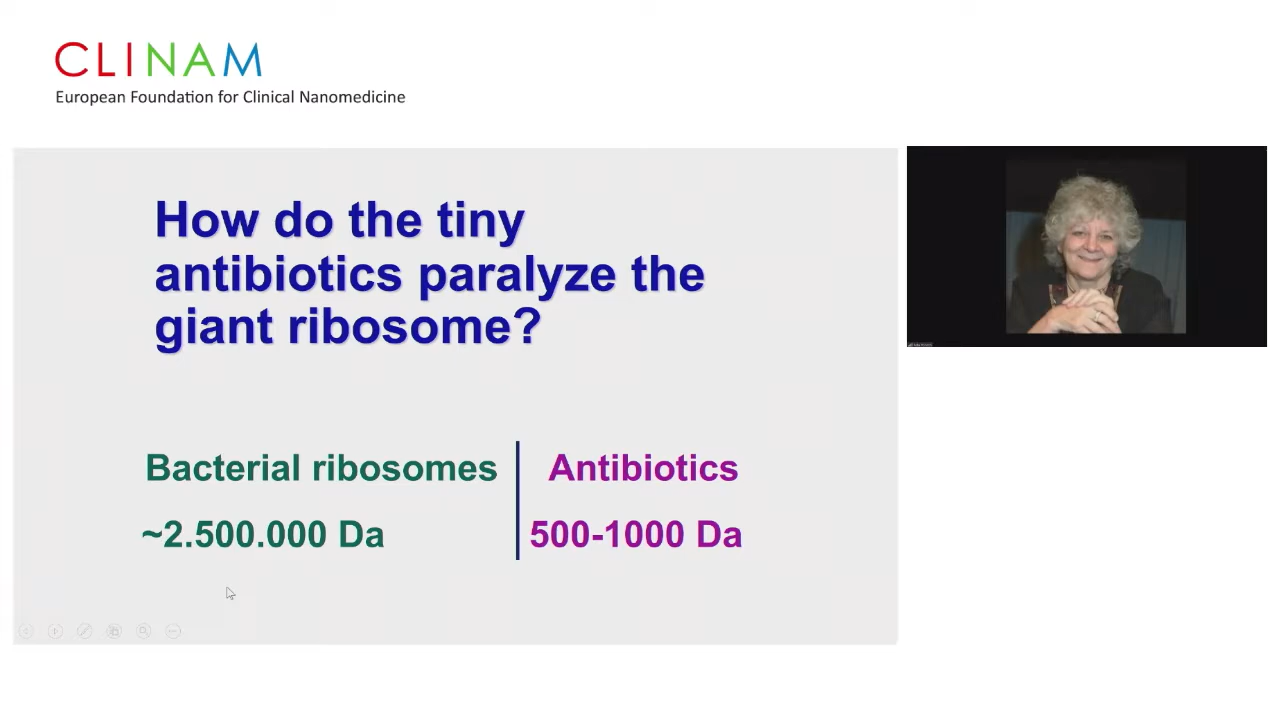 CLINAM
European Foundation for Clinical Nanomedicine
How do the tiny
antibiotics paralyze the
giant ribosome?
Bacterial ribosomes
Antibiotics
~2.500.000 Da
500-1000 Da